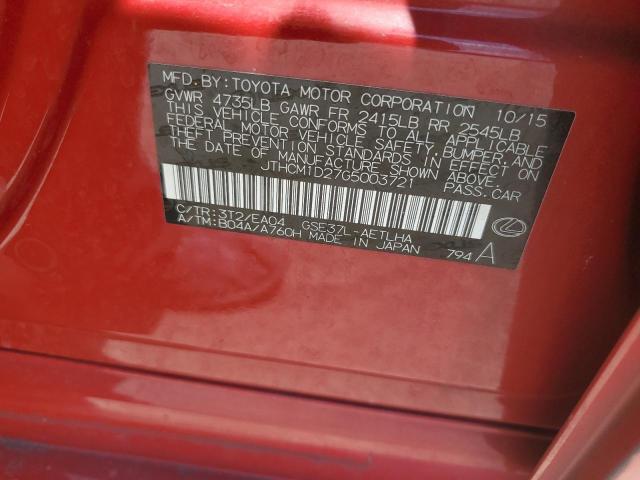 MFD. BY: TOYOTA MOTOR CORPORATION 10/15
GVWR 4735LB GAWR FR 2415LB RR 2545LB
THIS VEHICLE CONFORMS TO ALL APPLICABLE
FEDERAL MOTOR VEHICLE SAFETY, BUMPER, AND
THEFT PREVENTION STANDARDS IN EFFECT ON
THE DATE OF MANUFACTURE SHOWN ABOVE.
JTHCM1D27G5003721 PASS.CAR
C/TR:3T2/EA04 GSE37L-AETLHA
A/TM:B04A/A760H MADE IN JAPAN 794 A